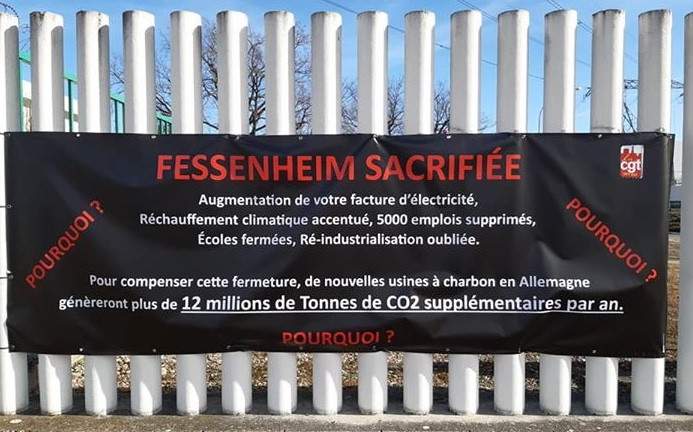 FESSENHEIM SACRIFIÉE
la
cgt
Augmentation de votre facture d'électricité,
Réchauffement climatique accentué, 5000 emplois supprimés,
Écoles fermées, Ré-industrialisation oubliée.
POURQUOI ?
POURQUOI ?
Pour compenser cette fermeture, de nouvelles usines à charbon en Allemagne
génèreront plus de 12 millions de Tonnes de CO2 supplémentaires par an.
POURQUOI ?